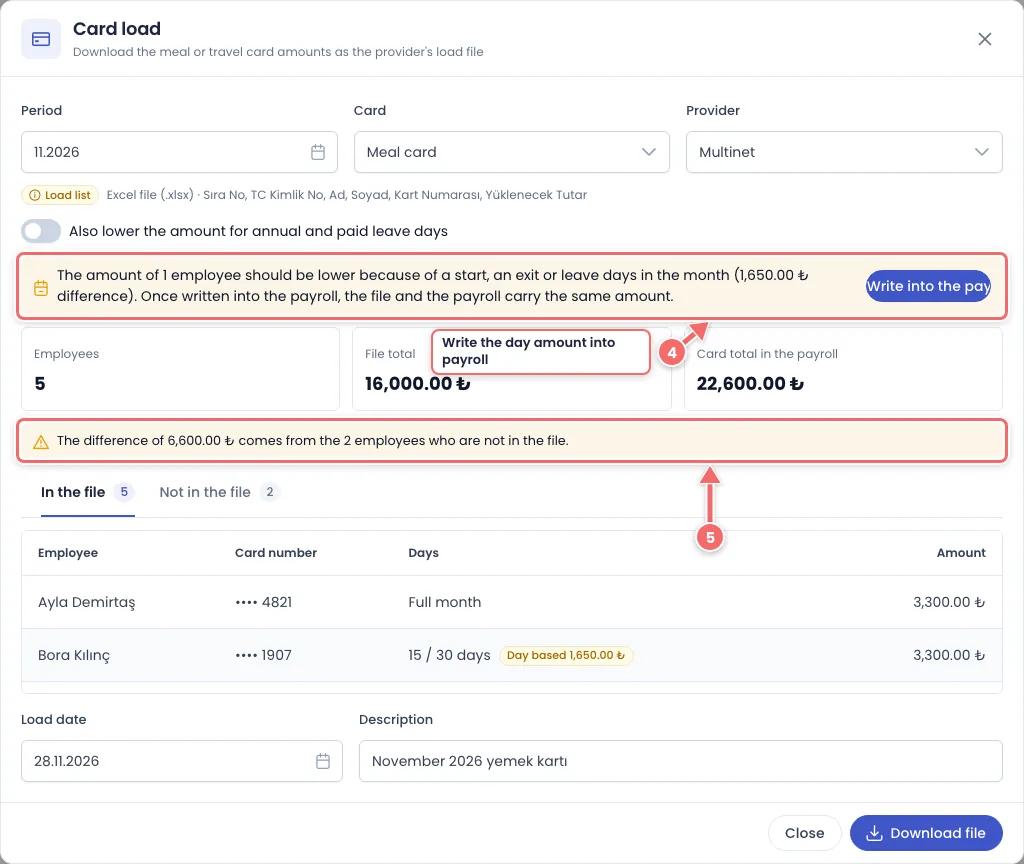 Card load
Download the meal or travel card amounts as the provider's load file
Period
Card
Provider
11.2026
Meal card
Multinet
Load list
Excel file (.xlsx) · Sıra No, TC Kimlik No, Ad, Soyad, Kart Numarası, Yüklenecek Tutar
Also lower the amount for annual and paid leave days
The amount of 1 employee should be lower because of a start, an exit or leave days in the month (1,650.00 ₺
difference). Once written into the payroll, the file and the payroll carry the same amount.
Write into the pay
Employees
5
File total
16,000.00 ₺
Write the day amount into
payroll
4
Card total in the payroll
22,600.00 ₺
The difference of 6,600.00 ₺ comes from the 2 employees who are not in the file.
In the file 5
Not in the file 2
5
Employee Card number Days Amount
Ayla Demirtaş •••• 4821 Full month 3,300.00 ₺
Bora Kılınç •••• 1907 15 / 30 days Day based 1,650.00 ₺ 3,300.00 ₺
Load date
Description
28.11.2026
November 2026 yemek kartı
Close
Download file